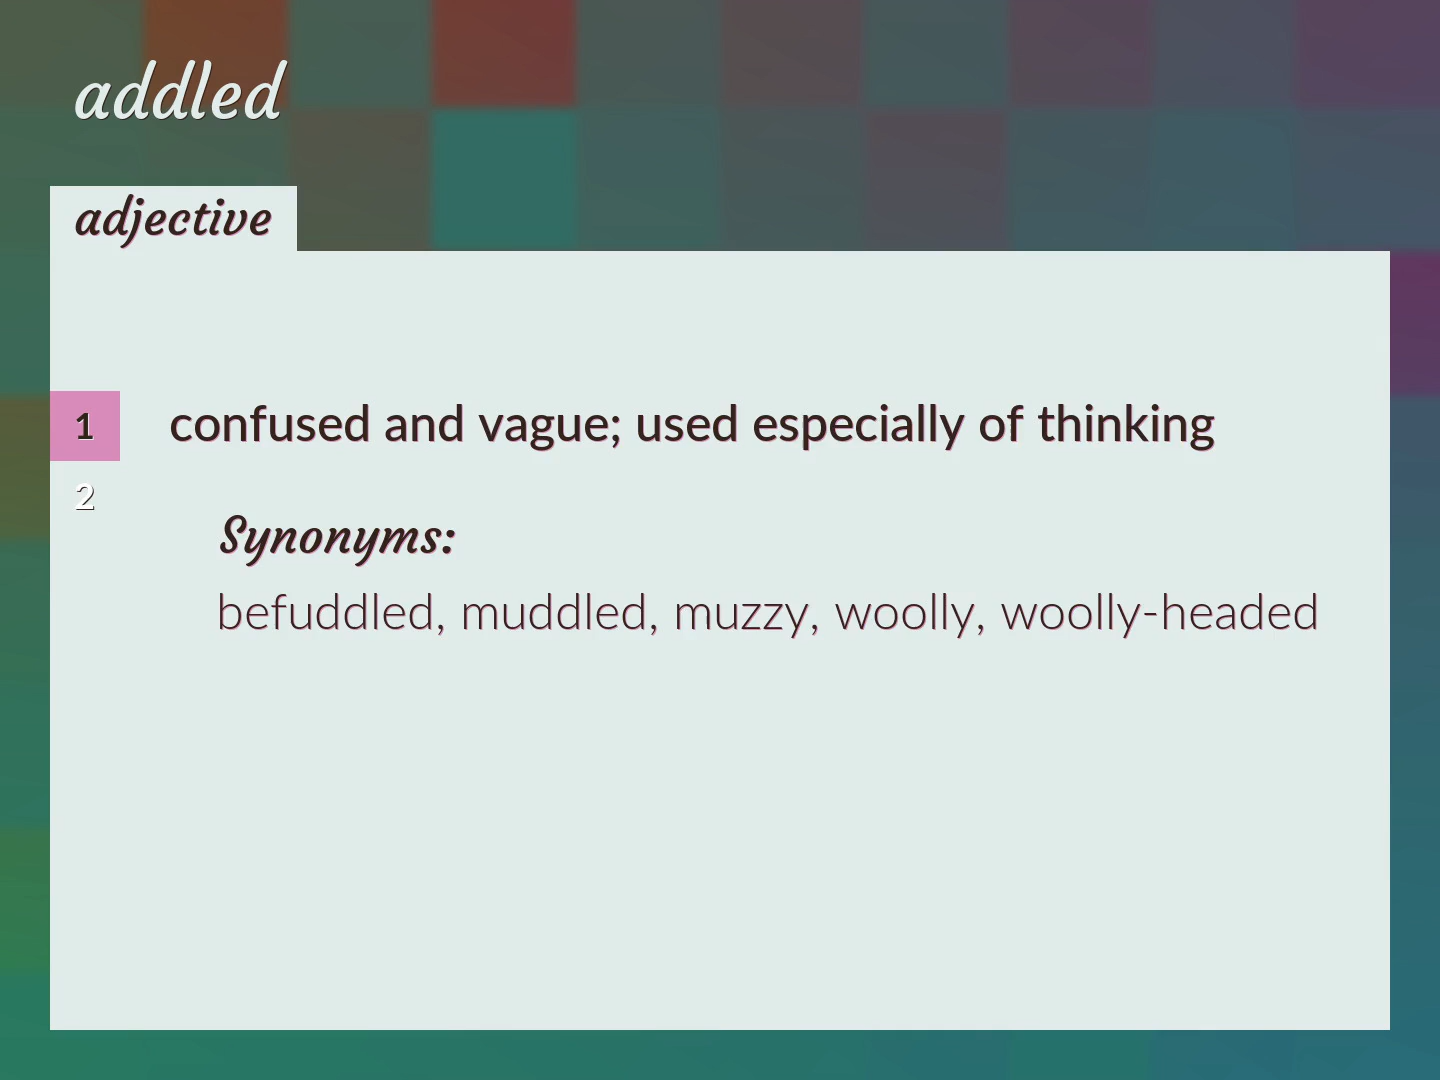 addled
adjective
1 confused and vague; used especially of thinking
2
Synonyms:
befuddled, muddled, muzzy, woolly, woolly-headed